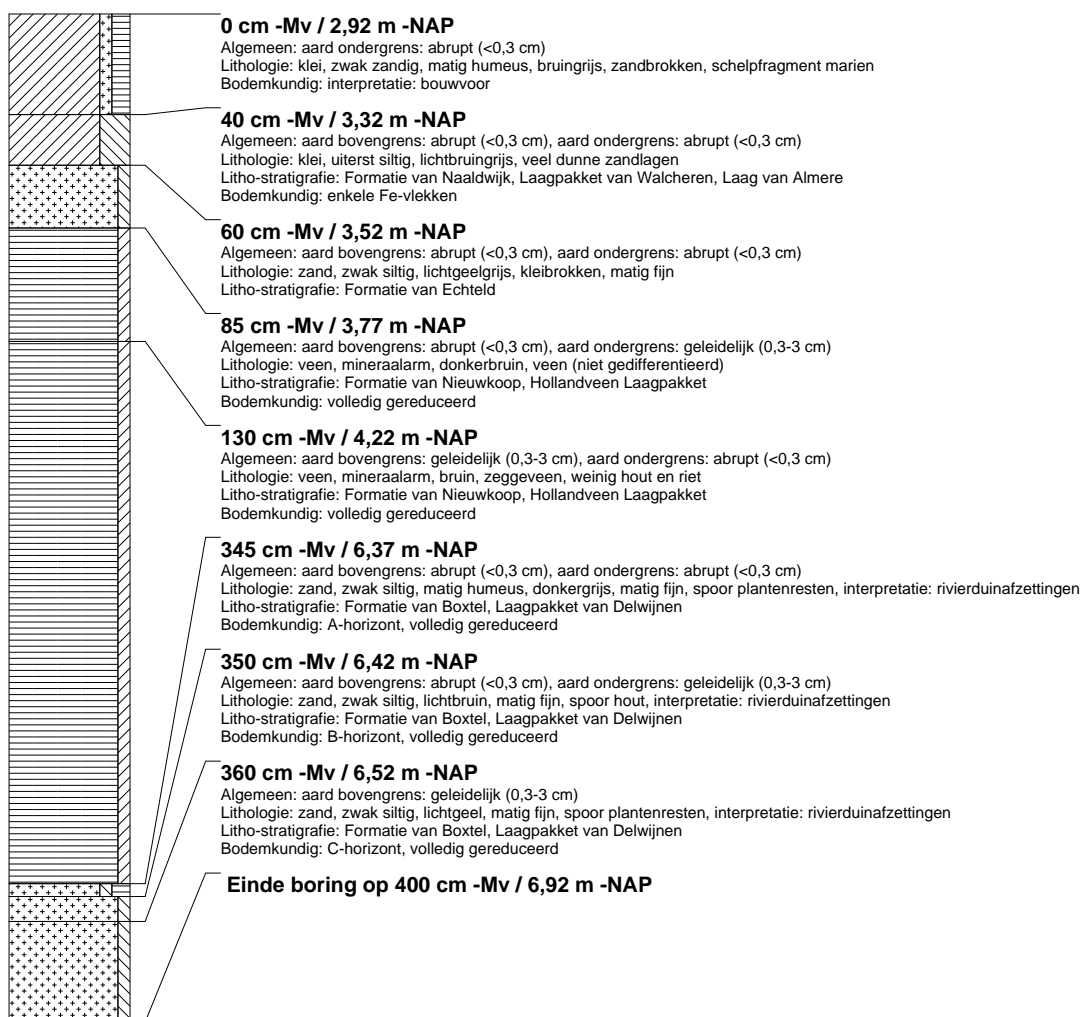 0 cm -Mv / 2,92 m -NAP
Algemeen: aard ondergrens: abrupt (<0,3 cm)
Lithologie: klei, zwak zandig, matig humeus, bruingrijs, zandbrokken, schelpfragment marien
Bodemkundig: interpretatie: bouwvoor
40 cm -Mv / 3,32 m -NAP
Algemeen: aard bovengrens: abrupt (<0,3 cm), aard ondergrens: abrupt (<0,3 cm)
Lithologie: klei, uiterst siltig, lichtbruingrijs, veel dunne zandlagen
Litho-stratigrafie: Formatie van Naaldwijk, Laagpakket van Walcheren, Laag van Almere
Bodemkundig: enkele Fe-vlekken
60 cm -Mv / 3,52 m -NAP
Algemeen: aard bovengrens: abrupt (<0,3 cm), aard ondergrens: abrupt (<0,3 cm)
Lithologie: zand, zwak siltig, lichtgeelgrijs, kleibrokken, matig fijn
Litho-stratigrafie: Formatie van Echteld
85 cm -Mv / 3,77 m -NAP
Algemeen: aard bovengrens: abrupt (<0,3 cm), aard ondergrens: geleidelijk (0,3-3 cm)
Lithologie: veen, mineraalarm, donkerbruin, veen (niet gedifferentieerd)
Litho-stratigrafie: Formatie van Nieuwkoop, Hollandveen Laagpakket
Bodemkundig: volledig gereduceerd
130 cm -Mv / 4,22 m -NAP
Algemeen: aard bovengrens: geleidelijk (0,3-3 cm), aard ondergrens: abrupt (<0,3 cm)
Lithologie: veen, mineraalarm, bruin, zeggeveen, weinig hout en riet
Litho-stratigrafie: Formatie van Nieuwkoop, Hollandveen Laagpakket
Bodemkundig: volledig gereduceerd
345 cm -Mv / 6,37 m -NAP
Algemeen: aard bovengrens: abrupt (<0,3 cm), aard ondergrens: abrupt (<0,3 cm)
Lithologie: zand, zwak siltig, matig humeus, donkergrijs, matig fijn, spoor plantenresten, interpretatie: rivierduinafzettingen
Litho-stratigrafie: Formatie van Boxtel, Laagpakket van Delwijnen
Bodemkundig: A-horizont, volledig gereduceerd
350 cm -Mv / 6,42 m -NAP
Algemeen: aard bovengrens: abrupt (<0,3 cm), aard ondergrens: geleidelijk (0,3-3 cm)
Lithologie: zand, zwak siltig, lichtbruin, matig fijn, spoor hout, interpretatie: rivierduinafzettingen
Litho-stratigrafie: Formatie van Boxtel, Laagpakket van Delwijnen
Bodemkundig: B-horizont, volledig gereduceerd
360 cm -Mv / 6,52 m -NAP
Algemeen: aard bovengrens: geleidelijk (0,3-3 cm)
Lithologie: zand, zwak siltig, lichtgeel, matig fijn, spoor plantenresten, interpretatie: rivierduinafzettingen
Litho-stratigrafie: Formatie van Boxtel, Laagpakket van Delwijnen
Bodemkundig: C-horizont, volledig gereduceerd
Einde boring op 400 cm -Mv / 6,92 m -NAP